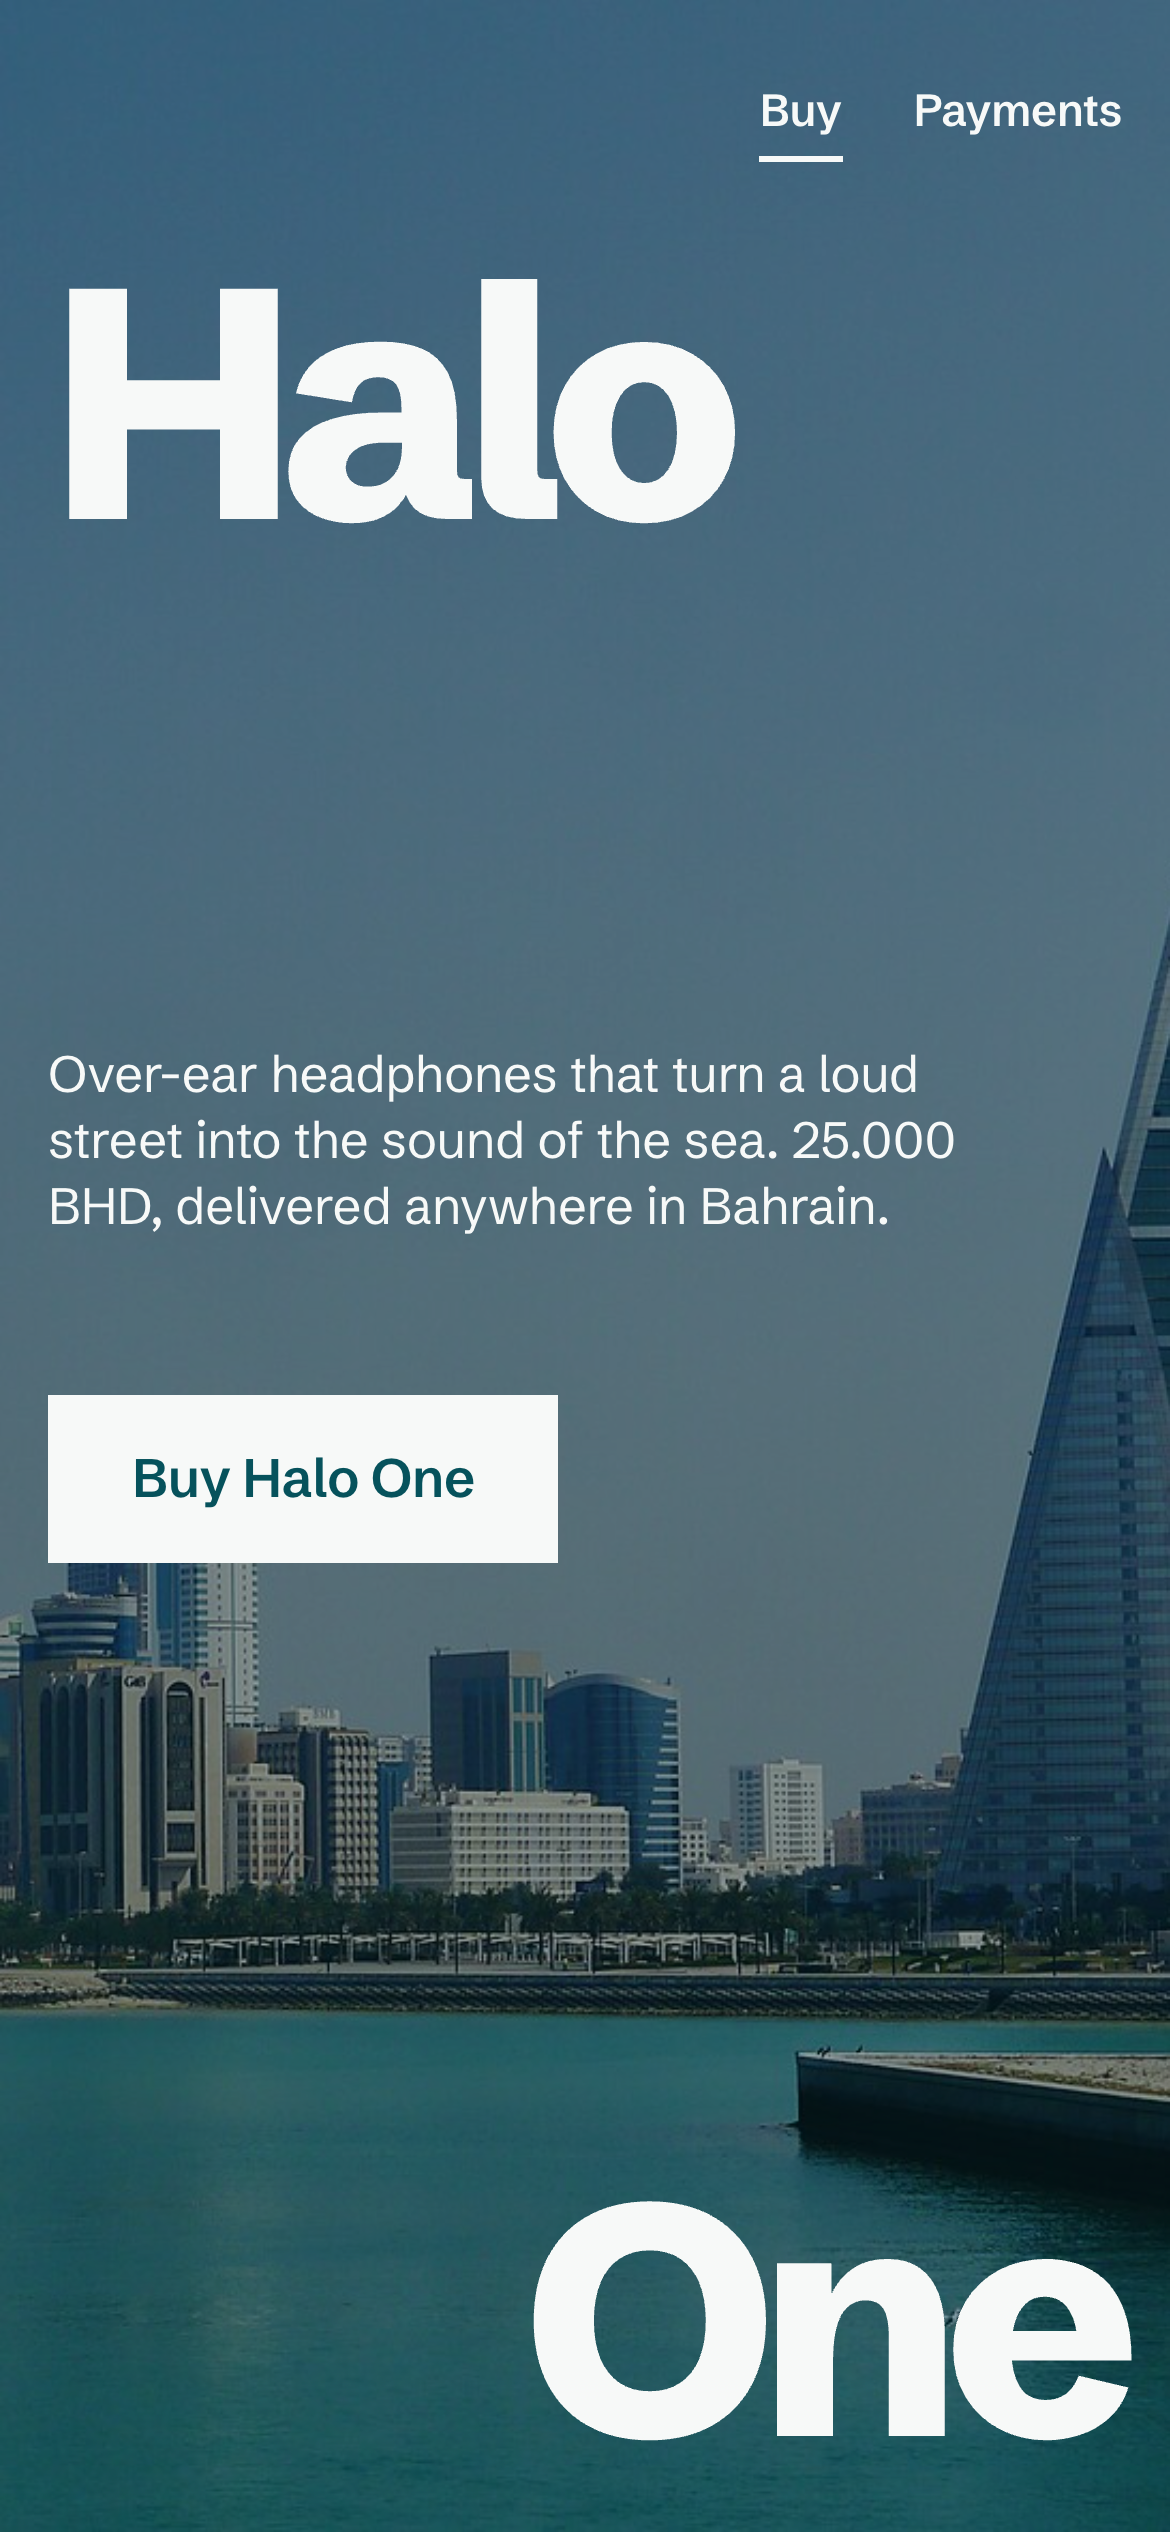 Buy Payments
Halo
Over-ear headphones that turn a loud
street into the sound of the sea. 25.000
BHD, delivered anywhere in Bahrain.
Buy Halo One
One